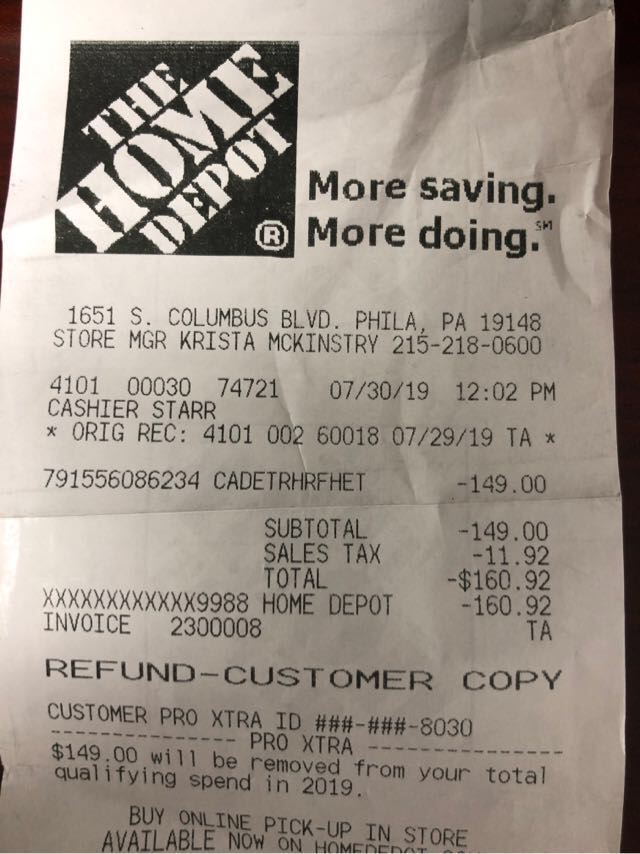 THE
HOME
DEPOT
®
More saving.
More doing.℠
1651 S. COLUMBUS BLVD. PHILA, PA 19148
STORE MGR KRISTA MCKINSTRY 215-218-0600
4101 00030 74721 07/30/19 12:02 PM
CASHIER STARR
* ORIG REC: 4101 002 60018 07/29/19 TA *
791556086234 CADETRHRFHET -149.00
SUBTOTAL -149.00
SALES TAX -11.92
TOTAL -$160.92
XXXXXXXXXXXX9988 HOME DEPOT -160.92
INVOICE 2300008 TA
REFUND-CUSTOMER COPY
CUSTOMER PRO XTRA ID ###-###-8030
-------------- PRO XTRA --------------
$149.00 will be removed from your total
qualifying spend in 2019.
BUY ONLINE PICK-UP IN STORE
AVAILABLE NOW ON